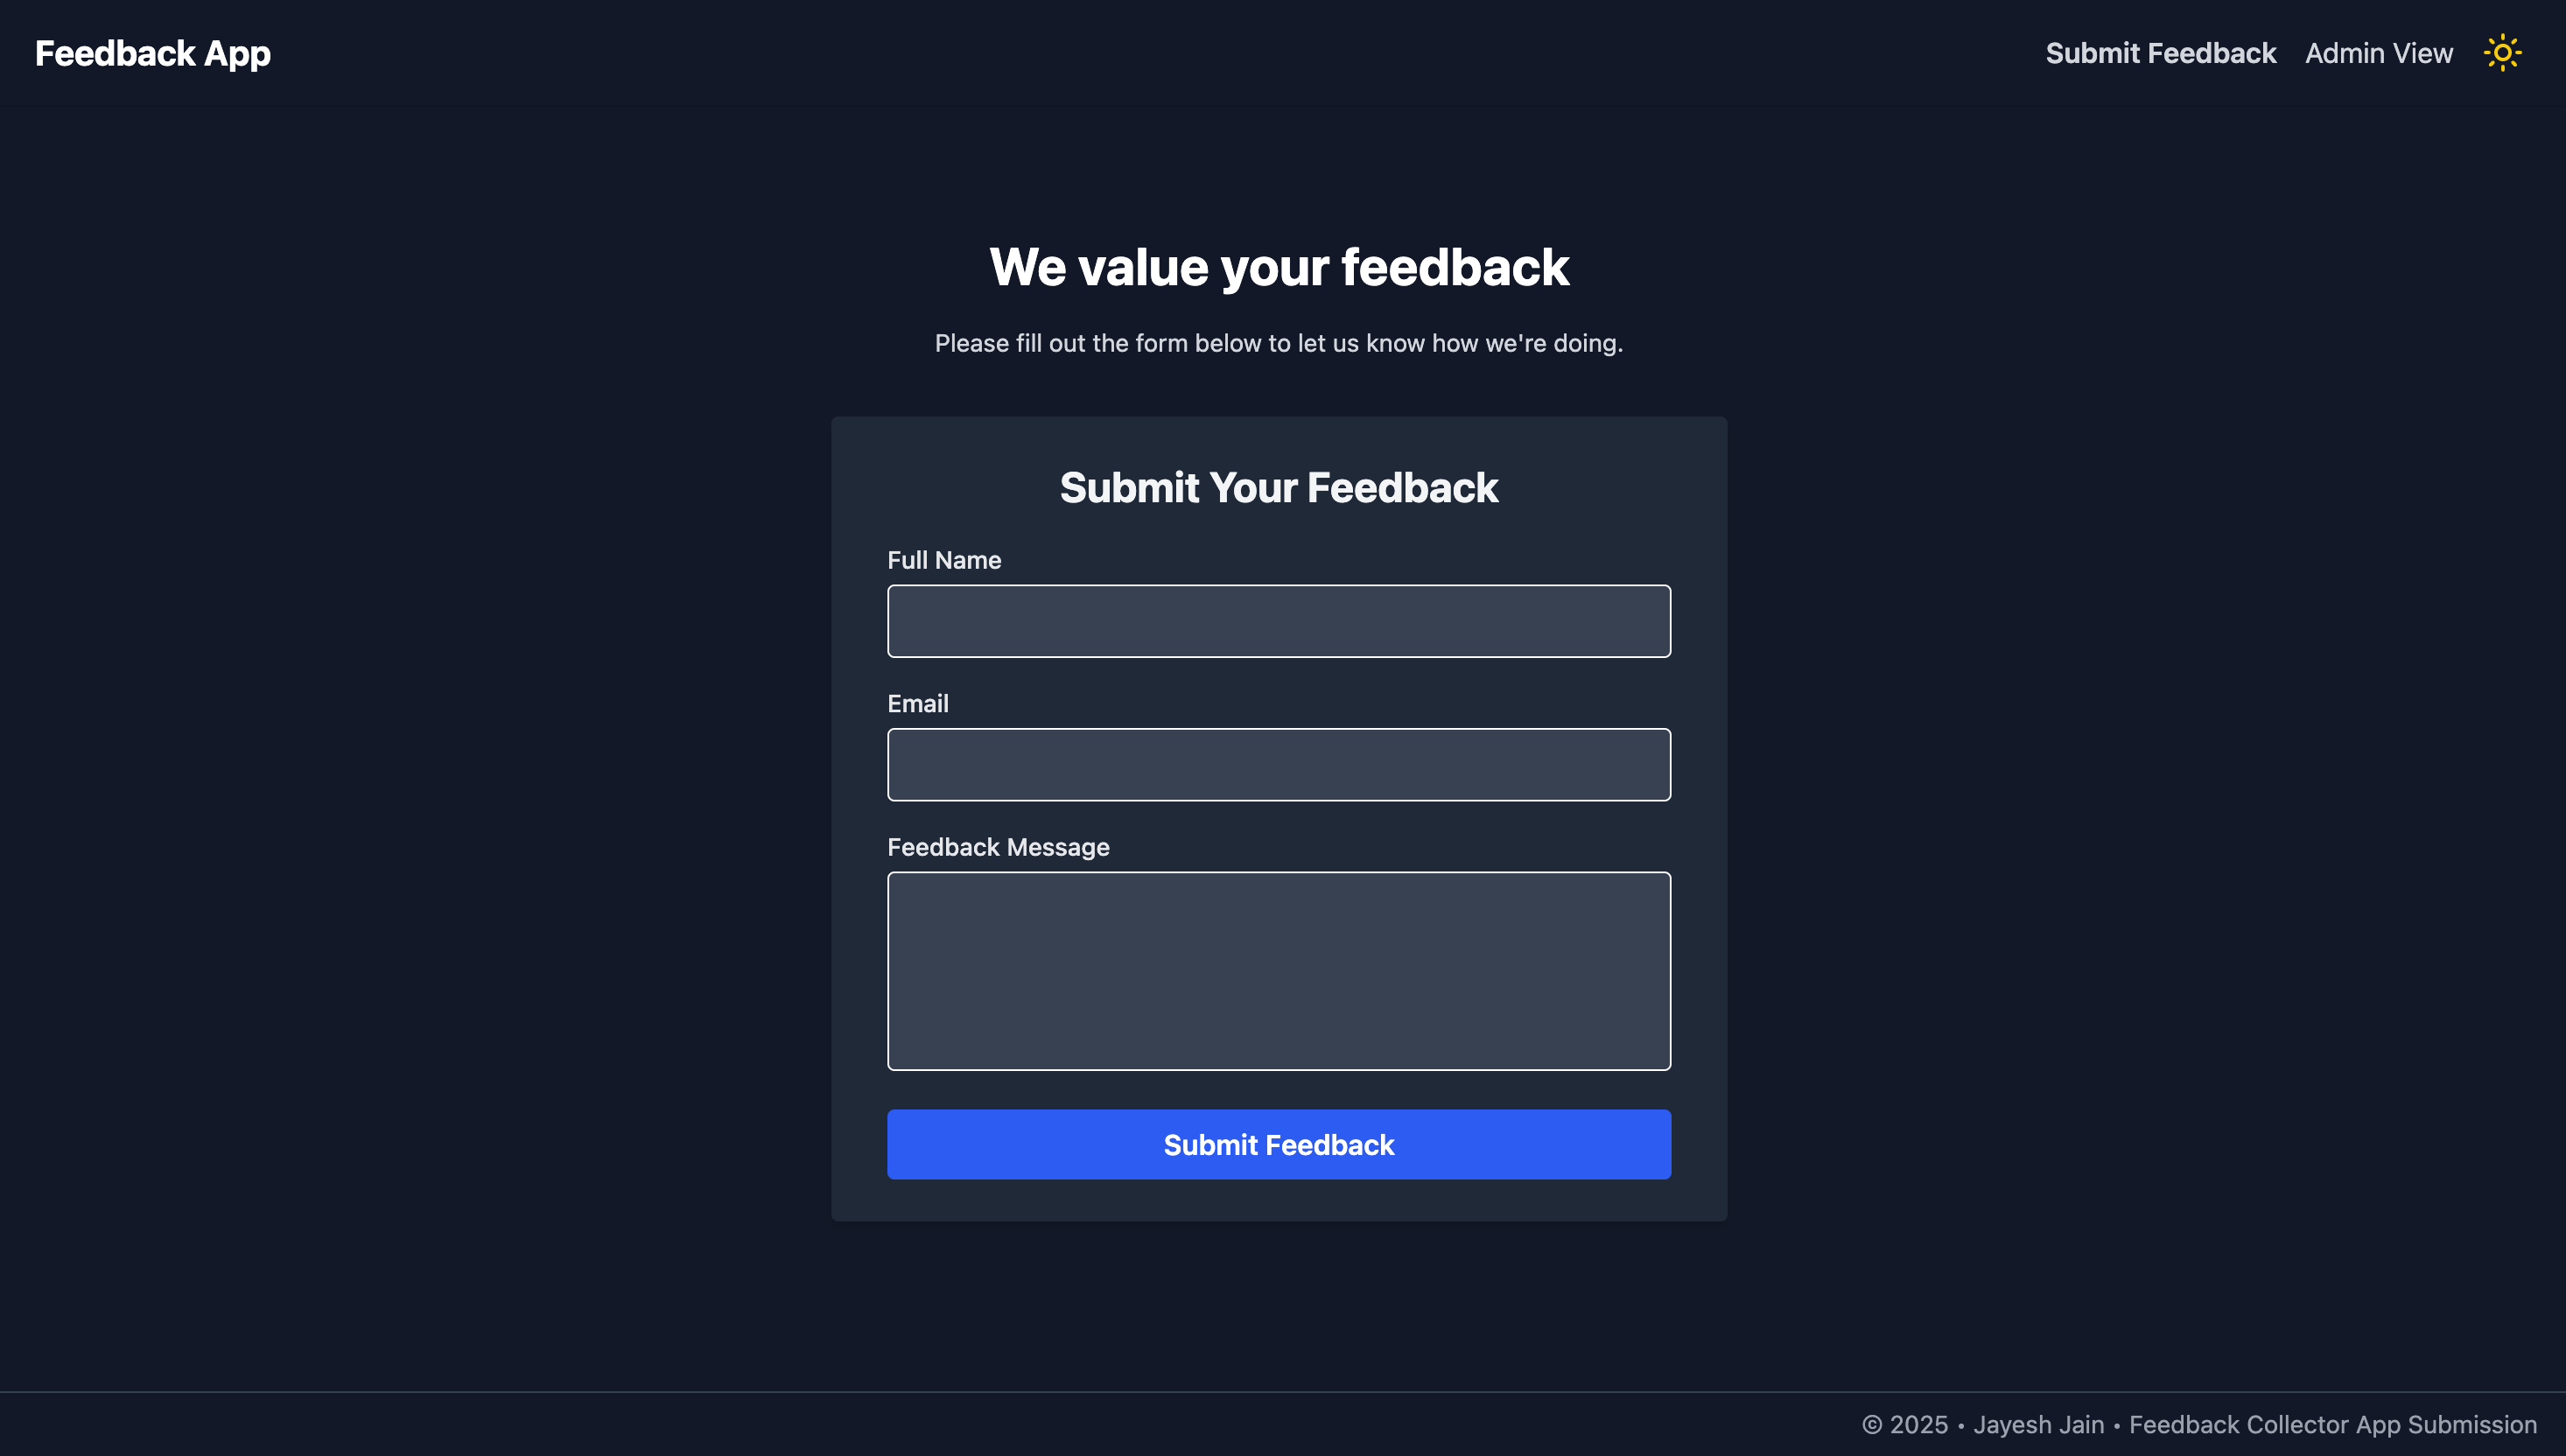 Feedback App
Submit Feedback
Admin View
We value your feedback
Please fill out the form below to let us know how we're doing.
Submit Your Feedback
Full Name
Email
Feedback Message
Submit Feedback
© 2025 • Jayesh Jain • Feedback Collector App Submission